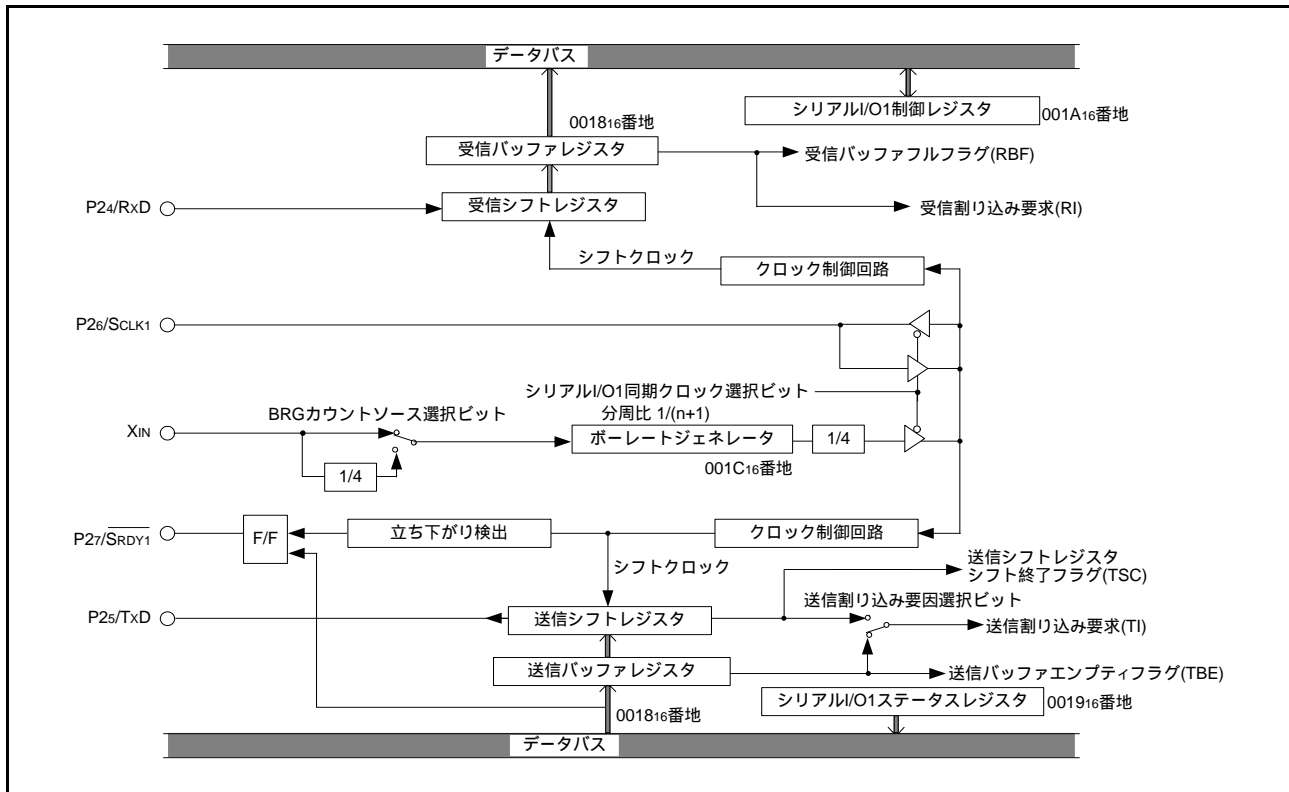 データバス
シリアルI/O1制御レジスタ 001A16番地
001816番地
受信バッファレジスタ
受信バッファフルフラグ(RBF)
P24/RXD
受信シフトレジスタ
受信割り込み要求(RI)
シフトクロック
クロック制御回路
P26/SCLK1
シリアルI/O1同期クロック選択ビット
BRGカウントソース選択ビット
分周比 1/(n+1)
XIN
ボーレートジェネレータ
1/4
001C16番地
1/4
P27/SRDY1
F/F
立ち下がり検出
クロック制御回路
シフトクロック
送信シフトレジスタ
シフト終了フラグ(TSC)
P25/TXD
送信シフトレジスタ
送信割り込み要因選択ビット
送信割り込み要求(TI)
送信バッファレジスタ
送信バッファエンプティフラグ(TBE)
001816番地
シリアルI/O1ステータスレジスタ 001916番地
データバス